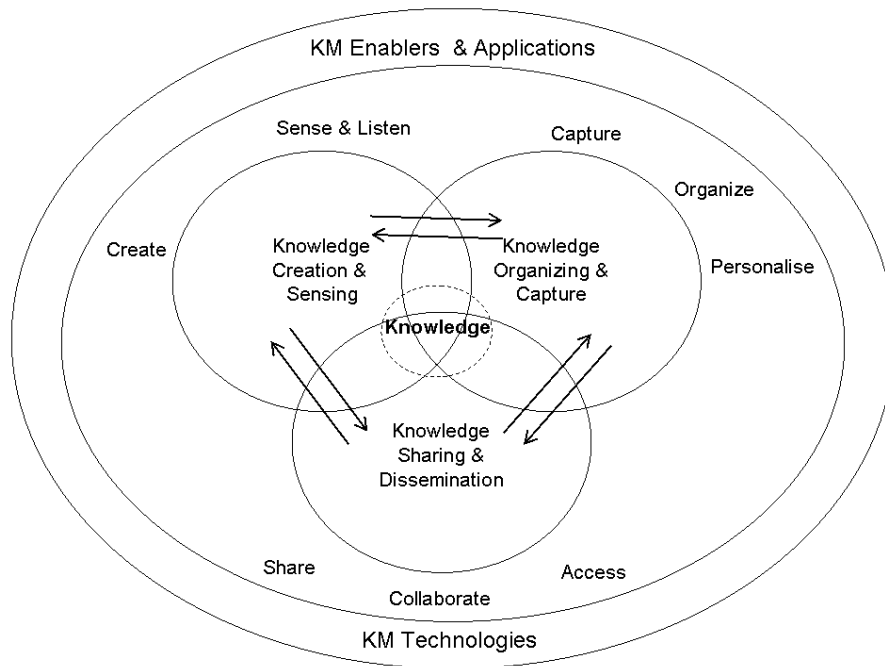 KM Enablers & Applications
Sense & Listen
Capture
Organize
Create
Personalise
Knowledge
Creation &
Sensing
Knowledge
Organizing &
Capture
Knowledge
Knowledge
Sharing &
Dissemination
Share
Collaborate
Access
KM Technologies